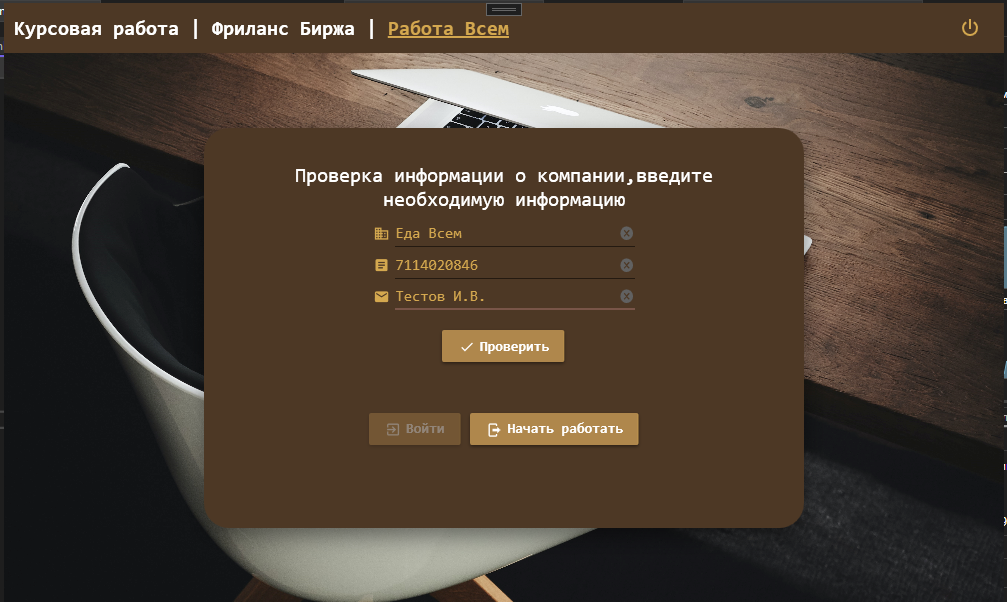 Курсовая работа | Фриланс Биржа | Работа Всем
Проверка информации о компании,введите
необходимую информацию
Еда Всем
7114020846
Тестов И.В.
Проверить
Войти
Начать работать